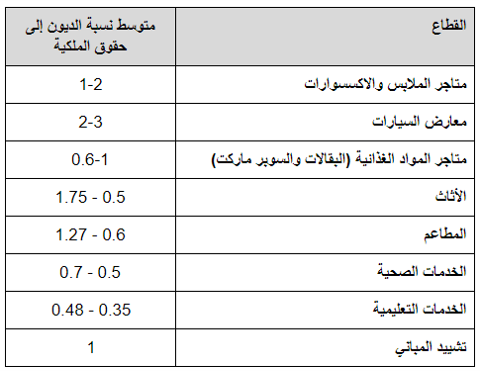 القطاع
متوسط نسبة الديون إلى
حقوق الملكية
متاجر الملابس والاكسسوارات
1-2
معارض السيارات
2-3
متاجر المواد الغذائية (البقالات والسوبر ماركت)
0.6-1
الأثاث
0.5 - 1.75
المطاعم
0.6 - 1.27
الخدمات الصحية
0.5 - 0.7
الخدمات التعليمية
0.35 - 0.48
تشييد المباني
1